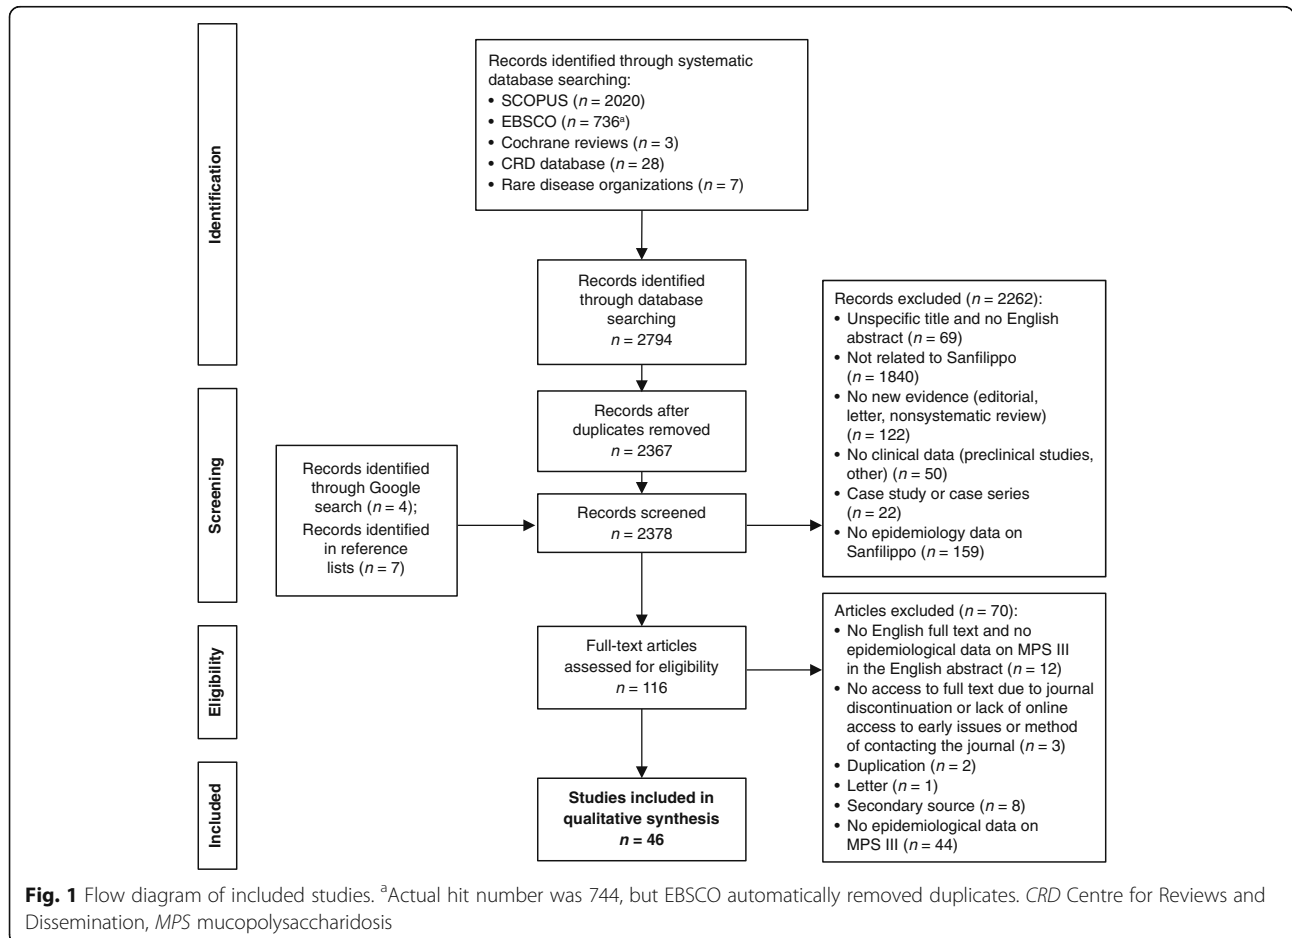 Identification
Records identified through systematic
database searching:
• SCOPUS (n = 2020)
• EBSCO (n = 736ᵃ)
• Cochrane reviews (n = 3)
• CRD database (n = 28)
• Rare disease organizations (n = 7)
Records identified
through database
searching
n = 2794
Screening
Records after
duplicates removed
n = 2367
Records identified
through Google
search (n = 4);
Records identified
in reference
lists (n = 7)
Records screened
n = 2378
Records excluded (n = 2262):
• Unspecific title and no English
abstract (n = 69)
• Not related to Sanfilippo
(n = 1840)
• No new evidence (editorial,
letter, nonsystematic review)
(n = 122)
• No clinical data (preclinical studies,
other) (n = 50)
• Case study or case series
(n = 22)
• No epidemiology data on
Sanfilippo (n = 159)
Eligibility
Full-text articles
assessed for eligibility
n = 116
Articles excluded (n = 70):
• No English full text and no
epidemiological data on MPS III
in the English abstract (n = 12)
• No access to full text due to journal
discontinuation or lack of online
access to early issues or method
of contacting the journal (n = 3)
• Duplication (n = 2)
• Letter (n = 1)
• Secondary source (n = 8)
• No epidemiological data on
MPS III (n = 44)
Included
Studies included in
qualitative synthesis
n = 46
Fig. 1 Flow diagram of included studies. ᵃActual hit number was 744, but EBSCO automatically removed duplicates. CRD Centre for Reviews and
Dissemination, MPS mucopolysaccharidosis